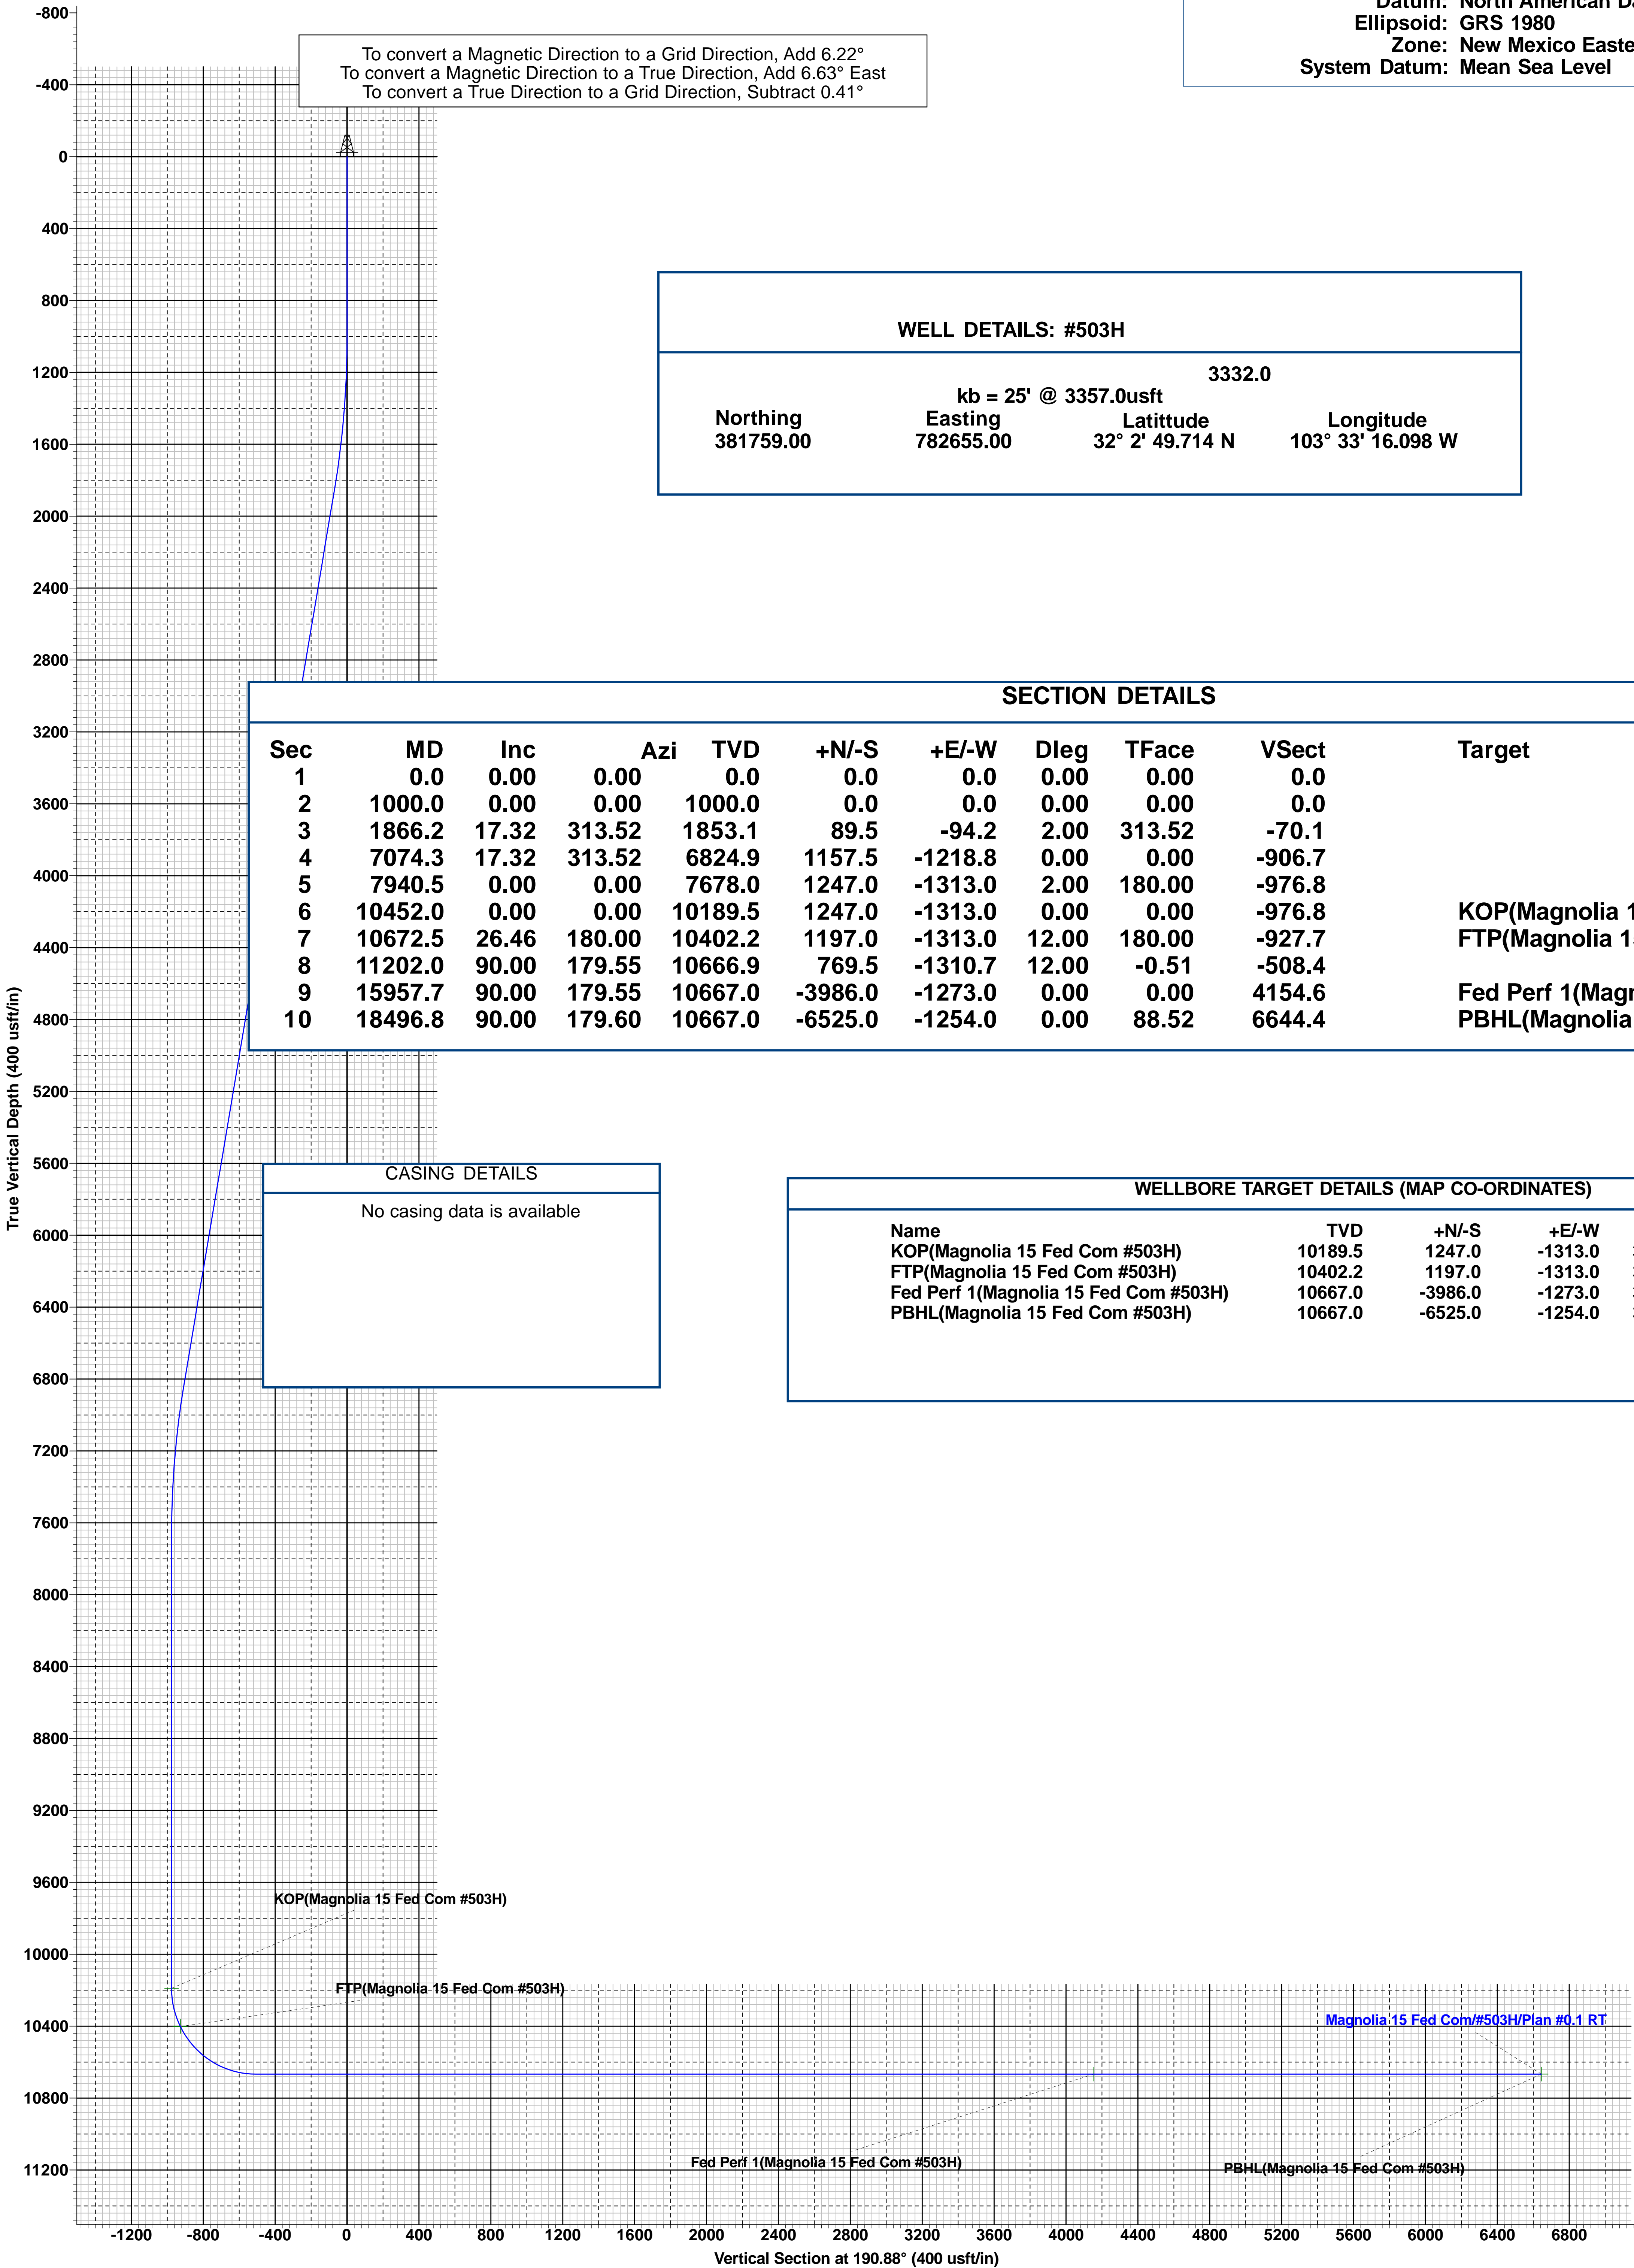 Datum: North American
Ellipsoid: GRS 1980
Zone: New Mexico
System Datum: Mean Sea Level
To convert a Magnetic Direction to a Grid Direction, Add 6.22°
To convert a Magnetic Direction to a True Direction, Add 6.63° East
To convert a True Direction to a Grid Direction, Subtract 0.41°
WELL DETAILS: #503H
3332.0
kb = 25' @ 3357.0usft
Northing Easting Latittude Longitude
381759.00 782655.00 32° 2' 49.714 N 103° 33' 16.098 W
SECTION DETAILS
Sec MD Inc Azi TVD +N/-S +E/-W Dleg TFace VSect Target
1 0.0 0.00 0.00 0.0 0.0 0.0 0.00 0.00 0.0
2 1000.0 0.00 0.00 1000.0 0.0 0.0 0.00 0.00 0.0
3 1866.2 17.32 313.52 1853.1 89.5 -94.2 2.00 313.52 -70.1
4 7074.3 17.32 313.52 6824.9 1157.5 -1218.8 0.00 0.00 -906.7
5 7940.5 0.00 0.00 7678.0 1247.0 -1313.0 2.00 180.00 -976.8
6 10452.0 0.00 0.00 10189.5 1247.0 -1313.0 0.00 0.00 -976.8 KOP(Magnolia 1
7 10672.5 26.46 180.00 10402.2 1197.0 -1313.0 12.00 180.00 -927.7 FTP(Magnolia 1
8 11202.0 90.00 179.55 10666.9 769.5 -1310.7 12.00 -0.51 -508.4
9 15957.7 90.00 179.55 10667.0 -3986.0 -1273.0 0.00 0.00 4154.6 Fed Perf 1(Mag
10 18496.8 90.00 179.60 10667.0 -6525.0 -1254.0 0.00 88.52 6644.4 PBHL(Magnolia
CASING DETAILS
No casing data is available
WELLBORE TARGET DETAILS (MAP CO-ORDINATES)
Name TVD +N/-S +E/-W
KOP(Magnolia 15 Fed Com #503H) 10189.5 1247.0 -1313.0
FTP(Magnolia 15 Fed Com #503H) 10402.2 1197.0 -1313.0
Fed Perf 1(Magnolia 15 Fed Com #503H) 10667.0 -3986.0 -1273.0
PBHL(Magnolia 15 Fed Com #503H) 10667.0 -6525.0 -1254.0
True Vertical Depth (400 usft/in)
-800
-400
0
400
800
1200
1600
2000
2400
2800
3200
3600
4000
4400
4800
5200
5600
6000
6400
6800
7200
7600
8000
8400
8800
9200
9600
10000
10400
10800
11200
KOP(Magnolia 15 Fed Com #503H)
FTP(Magnolia 15 Fed Com #503H)
Magnolia 15 Fed Com/#503H/Plan #0.1 RT
Fed Perf 1(Magnolia 15 Fed Com #503H)
PBHL(Magnolia 15 Fed Com #503H)
-1200 -800 -400 0 400 800 1200 1600 2000 2400 2800 3200 3600 4000 4400 4800 5200 5600 6000 6400 6800
Vertical Section at 190.88° (400 usft/in)